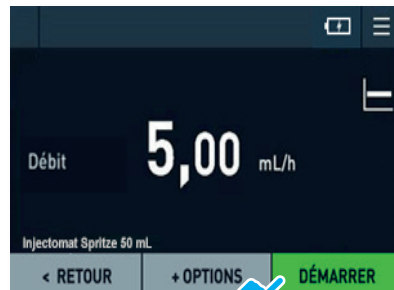 Débit 5,00 mL/h
Injectomat Spritze 50 mL
< RETOUR + OPTIONS DÉMARRER